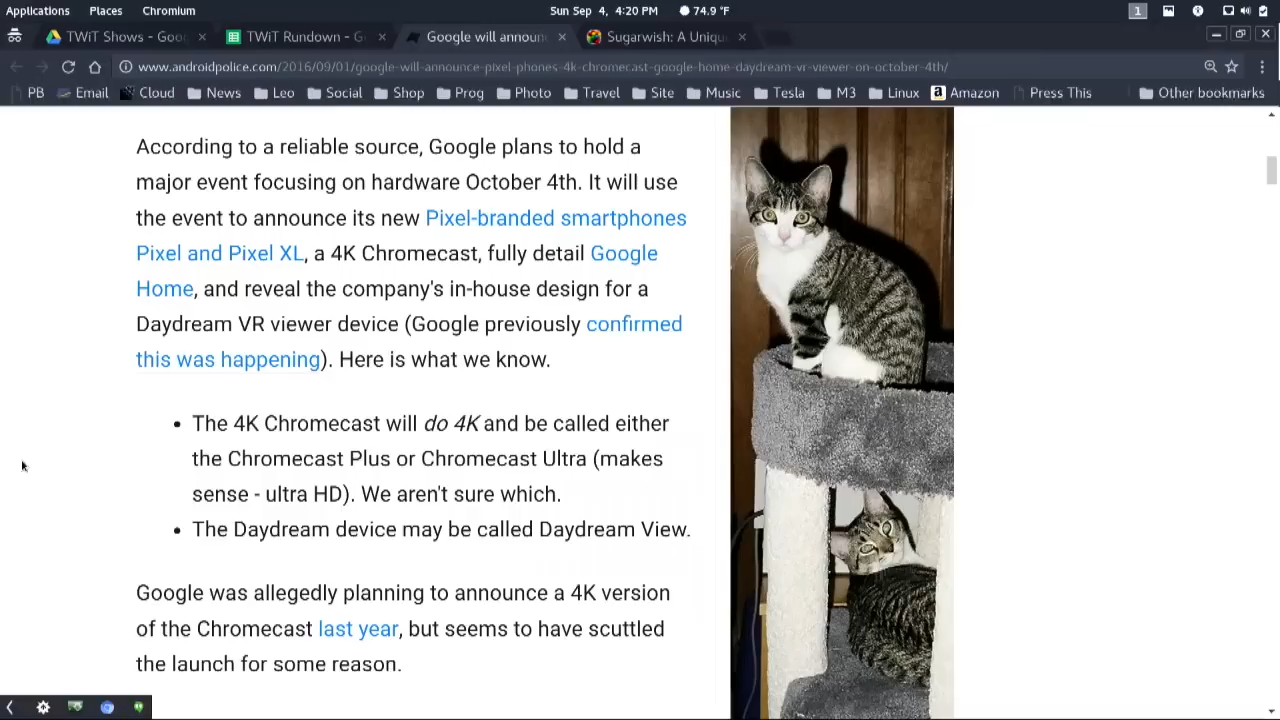 Applications Places Chromium Sun Sep 4, 4:20 PM 74.9 °F 1
TWiT Shows - Goo × TWiT Rundown - G × Google will announ × Sugarwish: A Uniqu ×
www.androidpolice.com/2016/09/01/google-will-announce-pixel-phones-4k-chromecast-google-home-daydream-vr-viewer-on-october-4th/
PB Email Cloud News Leo Social Shop Prog Photo Travel Site Music Tesla M3 Linux Amazon Press This Other bookmarks
According to a reliable source, Google plans to hold a
major event focusing on hardware October 4th. It will use
the event to announce its new Pixel-branded smartphones
Pixel and Pixel XL, a 4K Chromecast, fully detail Google
Home, and reveal the company's in-house design for a
Daydream VR viewer device (Google previously confirmed
this was happening). Here is what we know.
• The 4K Chromecast will do 4K and be called either
the Chromecast Plus or Chromecast Ultra (makes
sense - ultra HD). We aren't sure which.
• The Daydream device may be called Daydream View.
Google was allegedly planning to announce a 4K version
of the Chromecast last year, but seems to have scuttled
the launch for some reason.